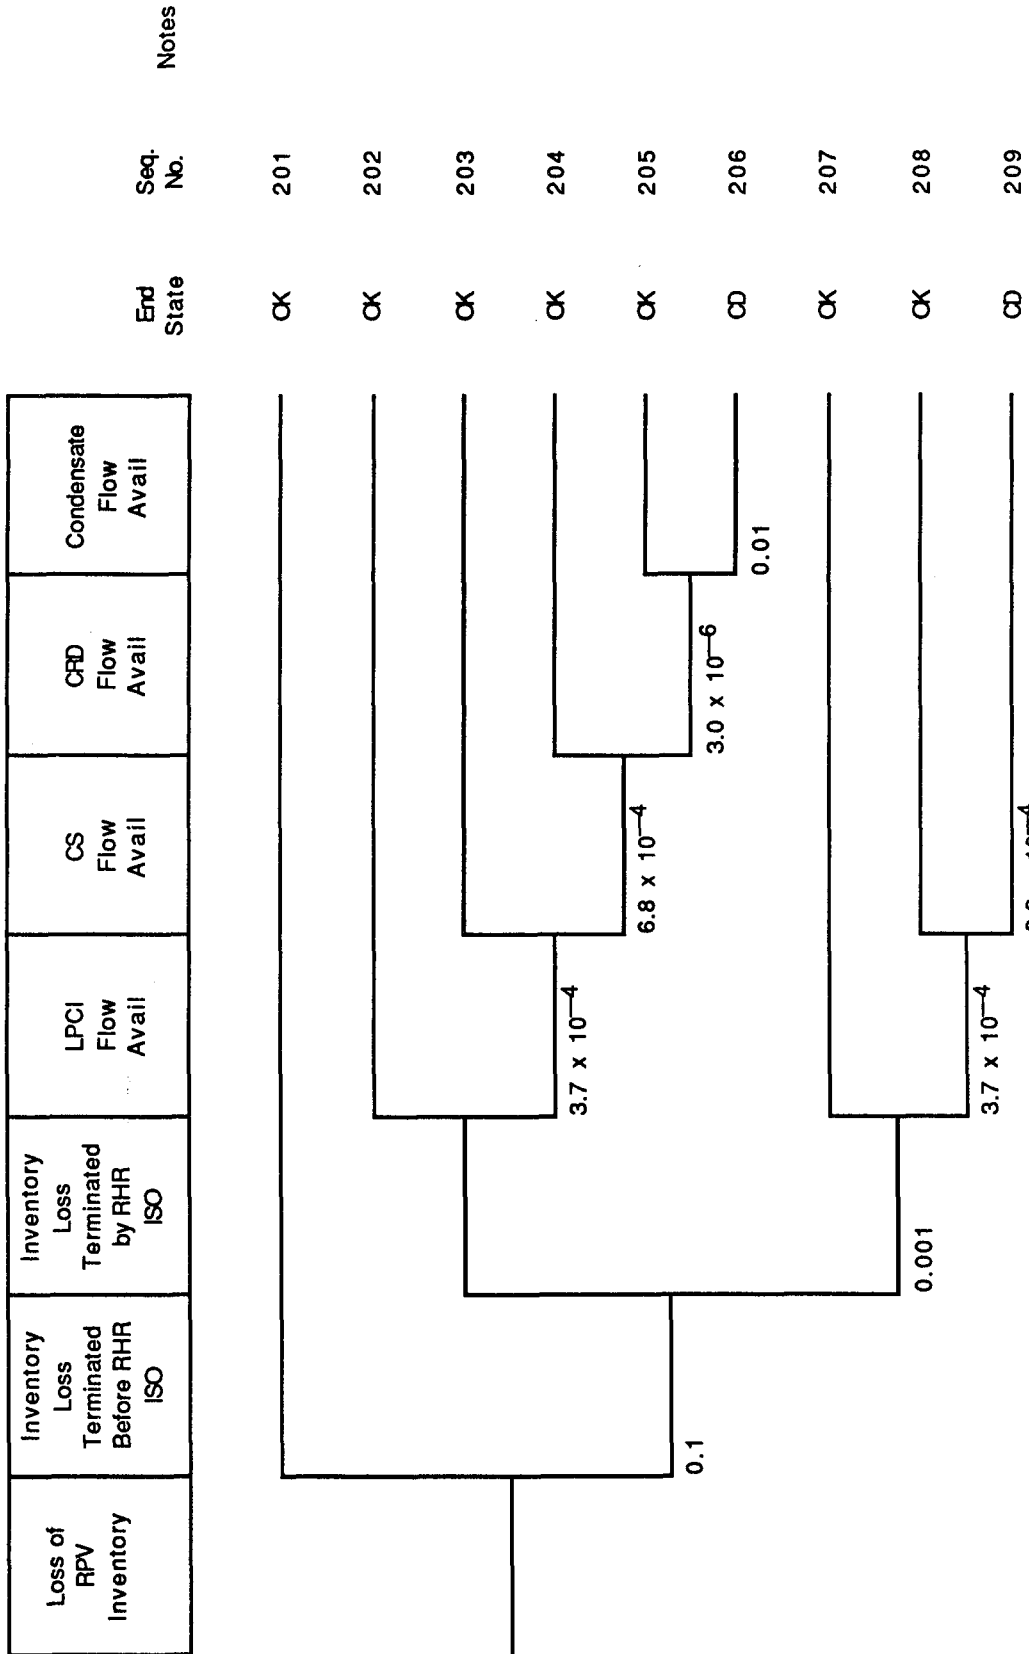 Loss of
RPV
Inventory
Inventory
Loss
Terminated
Before RHR
ISO
Inventory
Loss
Terminated
by RHR
ISO
LPCI
Flow
Avail
CS
Flow
Avail
CRD
Flow
Avail
Condensate
Flow
Avail
End
State
Seq.
No.
Notes
OK 201
OK 202
OK 203
OK 204
OK 205
CD 206
OK 207
OK 208
CD 209
0.1
0.001
3.7 x 10–4
6.8 x 10–4
3.0 x 10–6
0.01
3.7 x 10–4